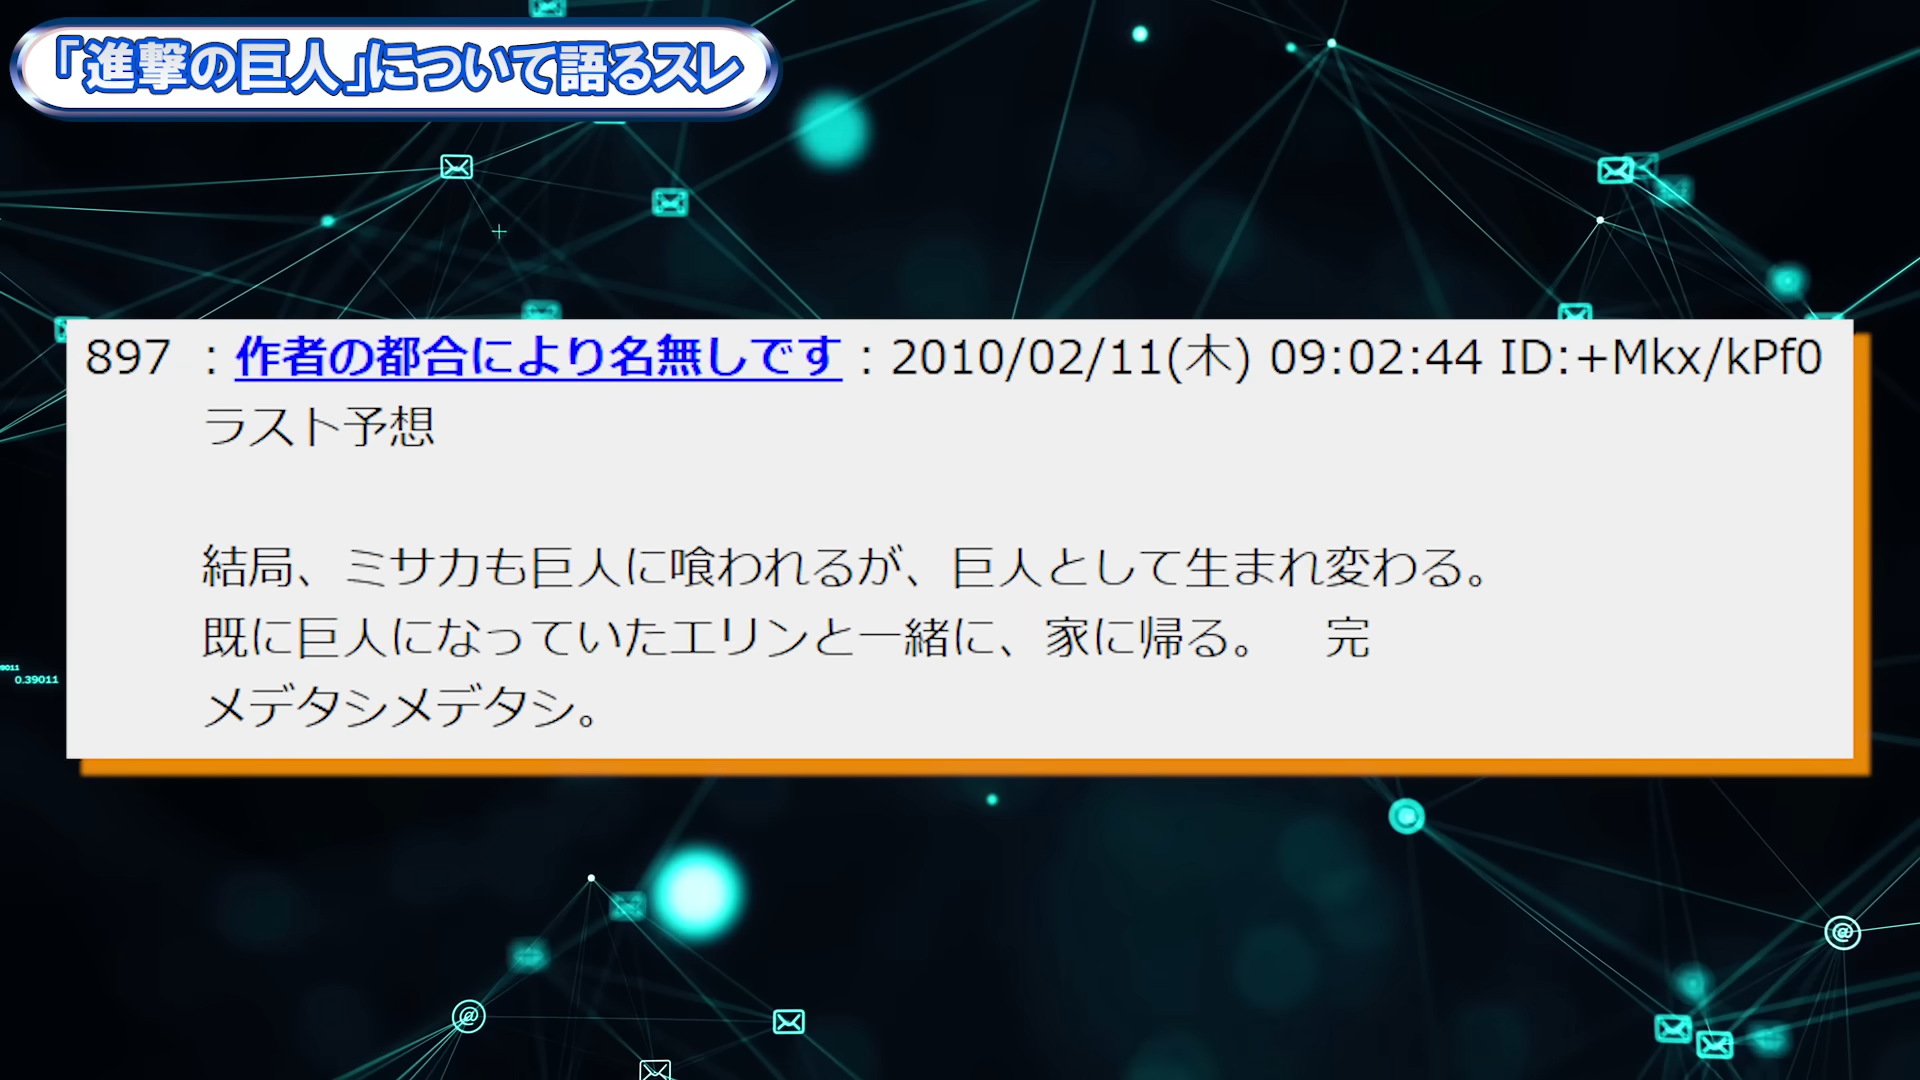 「進撃の巨人」について語るスレ
897 ：作者の都合により名無しです：2010/02/11(木) 09:02:44 ID:+Mkx/kPf0
ラスト予想
結局、ミサカも巨人に喰われるが、巨人として生まれ変わる。
既に巨人になっていたエリンと一緒に、家に帰る。　完
メデタシメデタシ。
9011
0.39011